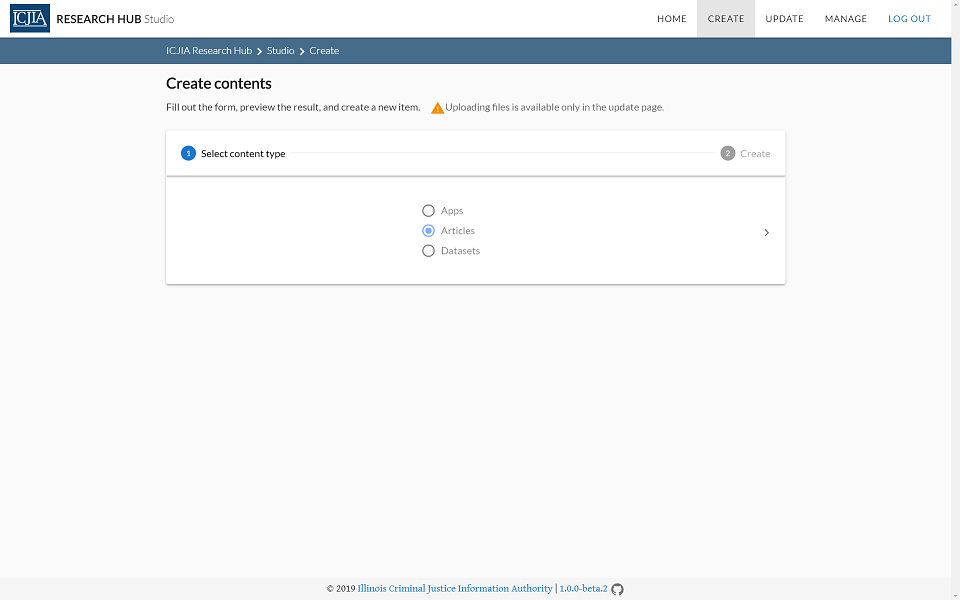 ICJIA RESEARCH HUB Studio HOME CREATE UPDATE MANAGE LOG OUT
ICJIA Research Hub Studio Create
Create contents
Fill out the form, preview the result, and create a new item. Uploading files is available only in the update page.
1 Select content type 2 Create
Apps
Articles
Datasets
© 2019 Illinois Criminal Justice Information Authority | 1.0.0-beta.2